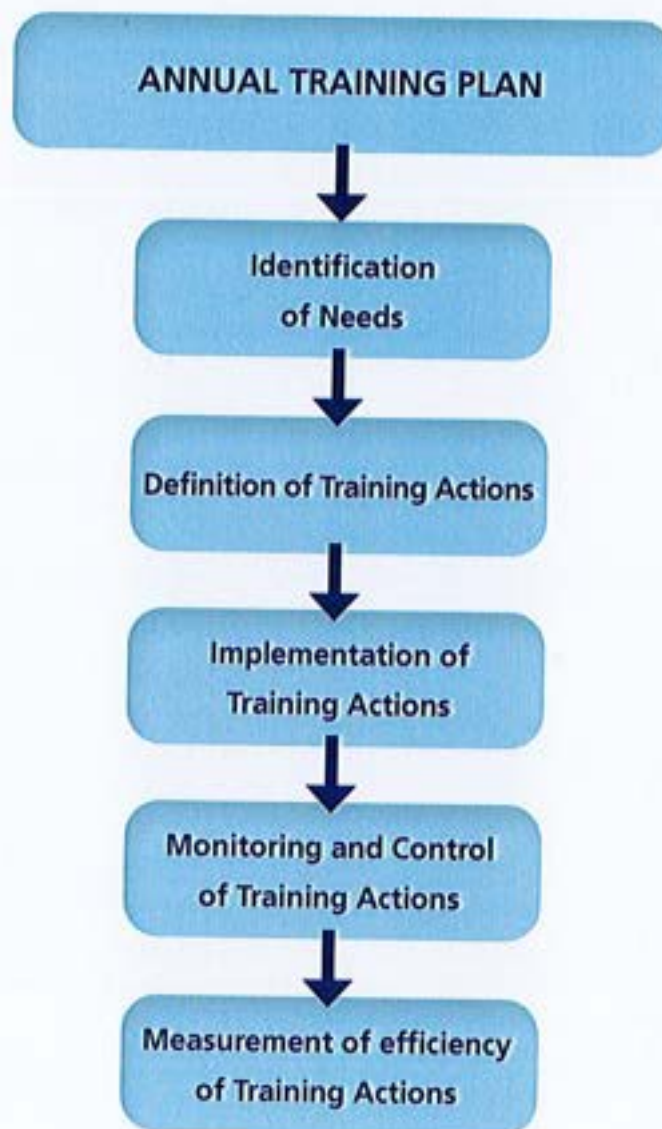 ANNUAL TRAINING PLAN
Identification
of Needs
Definition of Training Actions
Implementation of
Training Actions
Monitoring and Control
of Training Actions
Measurement of efficiency
of Training Actions